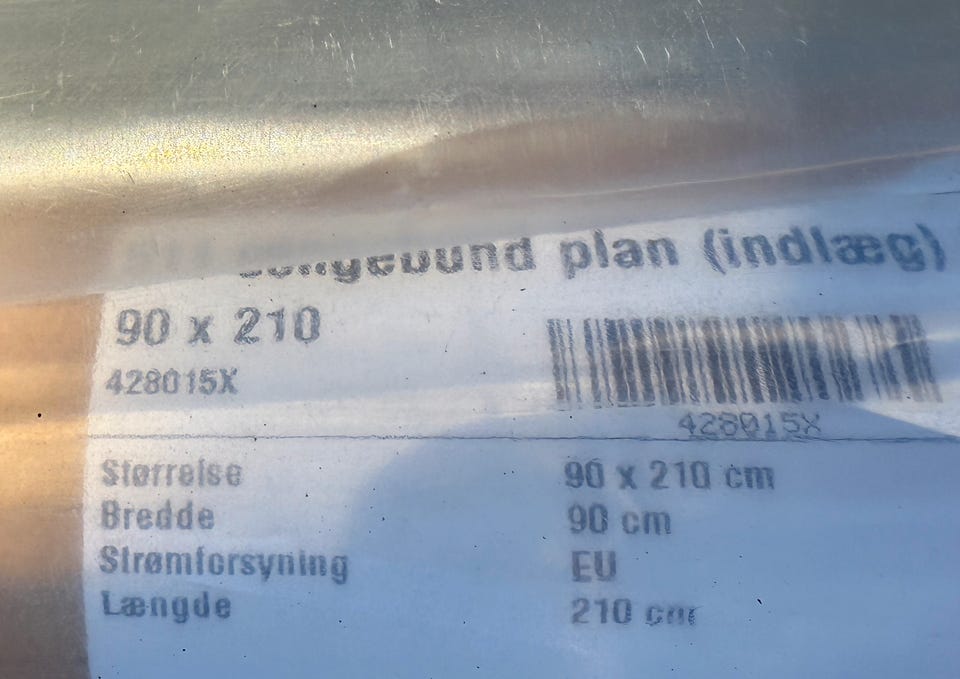 plan (indlæg)
90 x 210
428015X
428015X
Størrelse 90 x 210 cm
Bredde 90 cm
Strømforsyning EU
Længde 210 cm